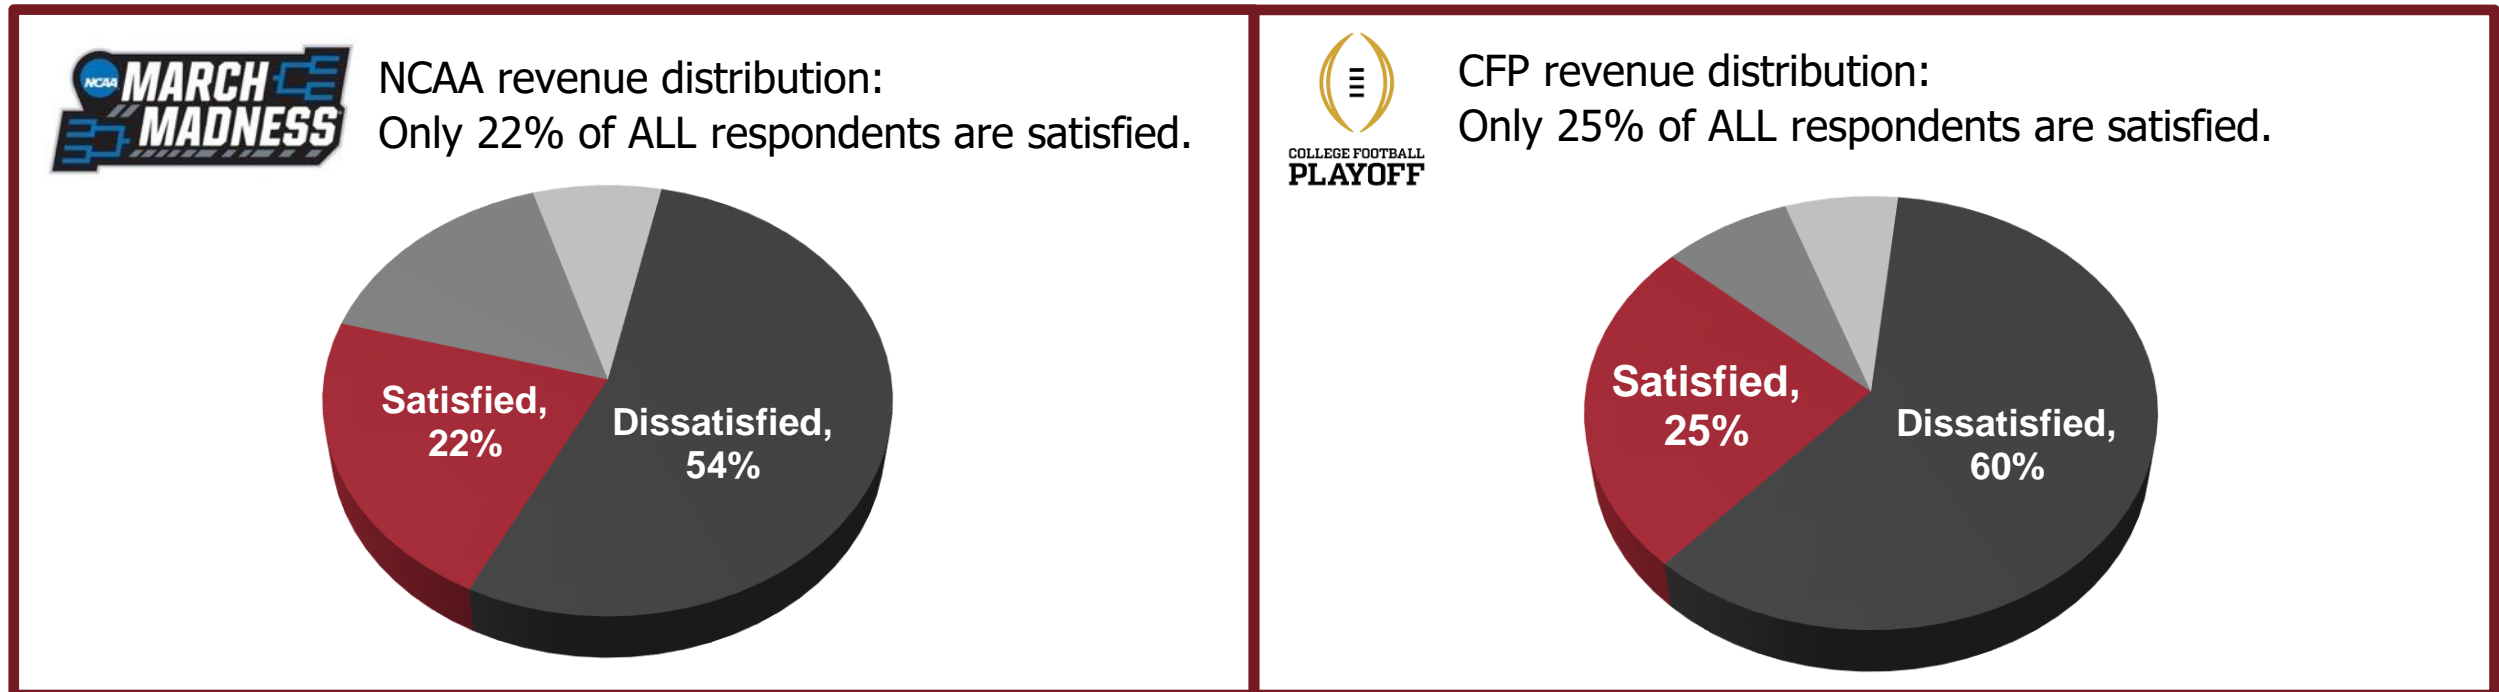 NCAA
MARCH
MADNESS
NCAA revenue distribution:
Only 22% of ALL respondents are satisfied.
Satisfied,
22%
Dissatisfied,
54%
COLLEGE FOOTBALL
PLAYOFF
CFP revenue distribution:
Only 25% of ALL respondents are satisfied.
Satisfied,
25%
Dissatisfied,
60%